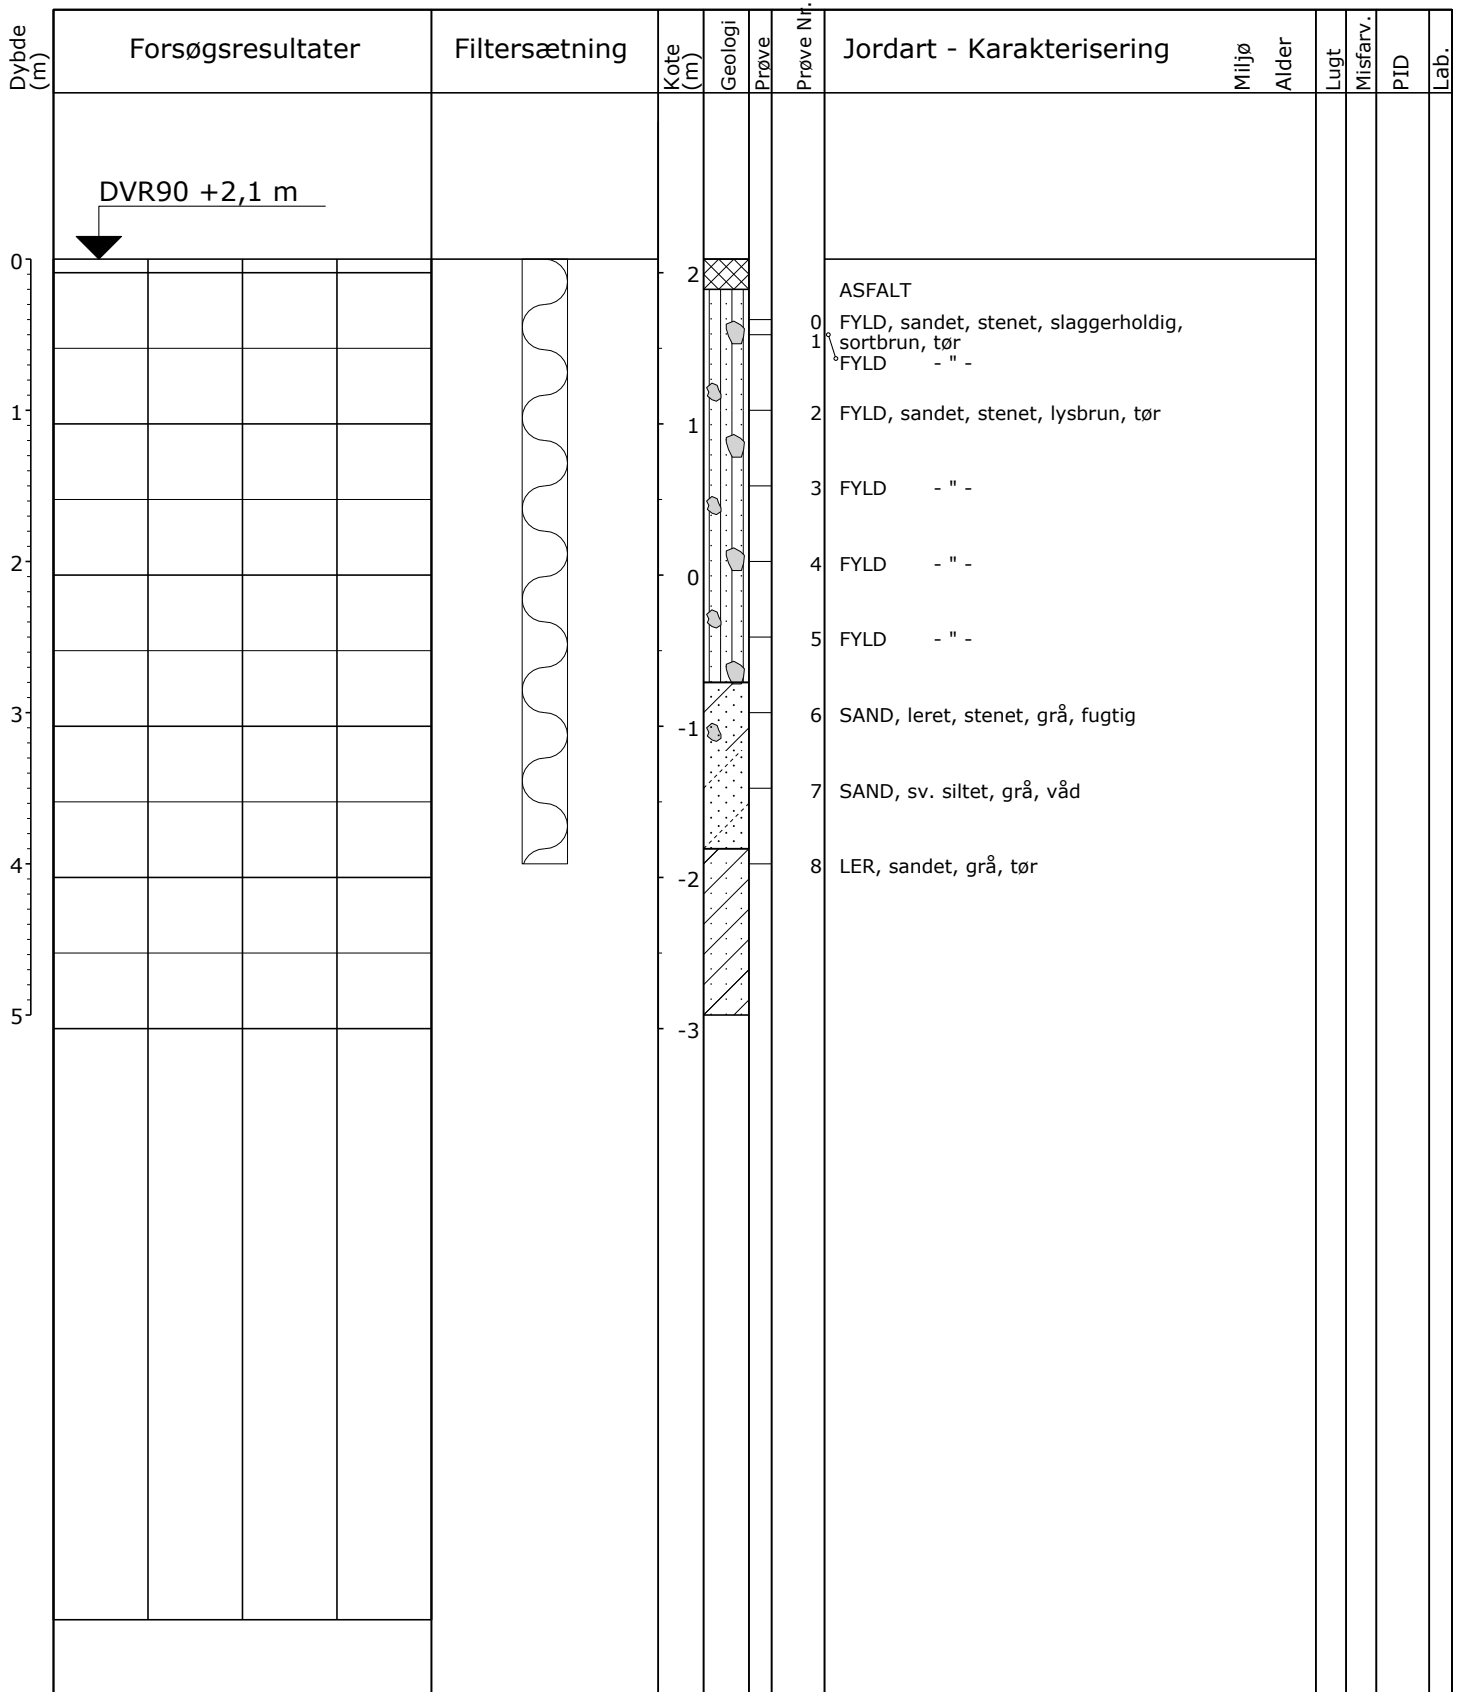 Dybde
(m)
Forsøgsresultater
Filtersætning
Kote
(m)
Geologi
Prøve
Prøve Nr.
Jordart - Karakterisering
Miljø
Alder
Lugt
Misfarv.
PID
Lab.
DVR90 +2,1 m
0
2
ASFALT
0 FYLD, sandet, stenet, slaggerholdig,
1 sortbrun, tør
FYLD - " -
1
2 FYLD, sandet, stenet, lysbrun, tør
1
3 FYLD - " -
2
4 FYLD - " -
0
5 FYLD - " -
3
6 SAND, leret, stenet, grå, fugtig
-1
7 SAND, sv. siltet, grå, våd
4
8 LER, sandet, grå, tør
-2
5
-3